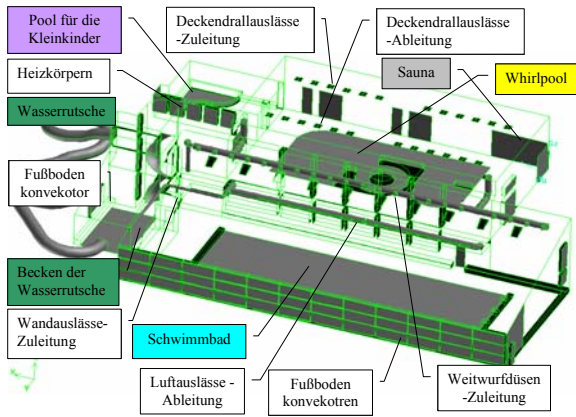 Pool für die
Kleinkinder
Deckendrallauslässe
-Zuleitung
Deckendrallauslässe
-Ableitung
Heizkörpern
Sauna
Whirlpool
Wasserrutsche
Fußboden
konvekotor
Becken der
Wasserrutsche
Wandauslässe-
Zuleitung
Schwimmbad
Luftauslässe -
Ableitung
Fußboden
konvekotren
Weitwurfdüsen
-Zuleitung